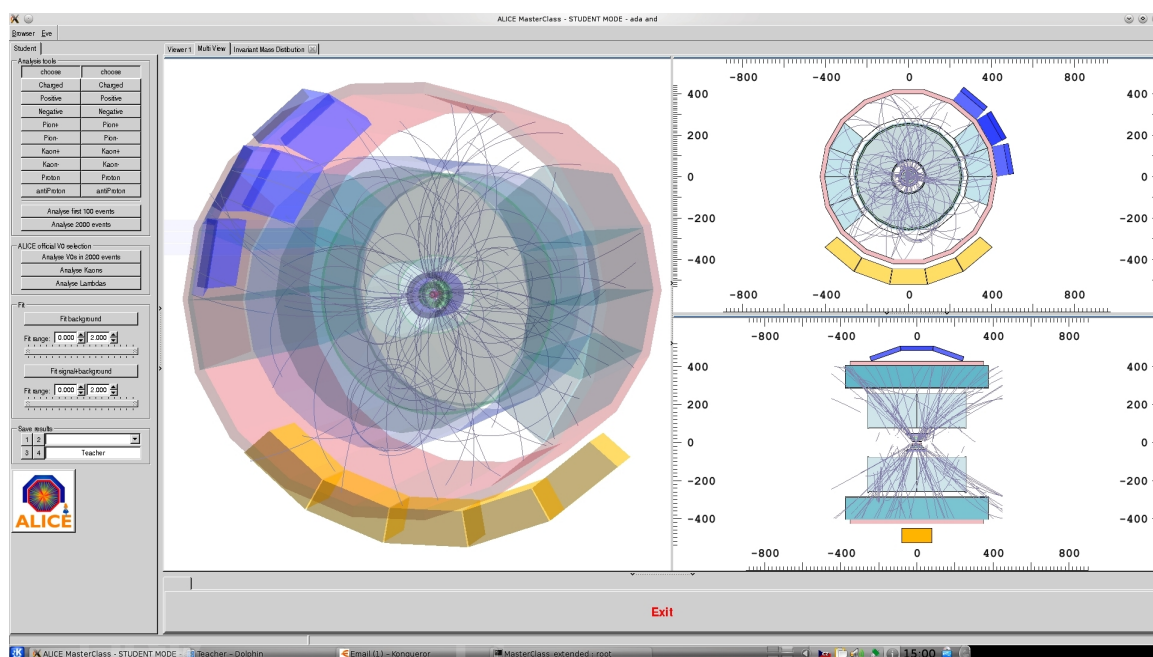 ALICE MasterClass - STUDENT MODE - ada and
Browser Eve
Student
Viewer 1 Multi View Invariant Mass Distibution
Analysis tools
choose choose
Charged Charged
Positive Positive
Negative Negative
Pion+ Pion+
Pion- Pion-
Kaon+ Kaon+
Kaon- Kaon-
Proton Proton
antiProton antiProton
Analyse first 100 events
Analyse 2000 events
ALICE official V0 selection
Analyse V0s in 2000 events
Analyse Kaons
Analyse Lambdas
Fit
Fit background
Fit range: 0.000 2.000
Fit signal+background
Fit range: 0.000 2.000
Save results
1 2
3 4 Teacher
ALICE
-800 -400 0 400 800
400 400
200 200
0 0
-200 -200
-400 -400
-800 -400 0 400 800
-800 -400 0 400 800
400 400
200 200
0 0
-200 -200
-400 -400
-800 -400 0 400 800
Exit
ALICE MasterClass - STUDENT MODE - Teacher – Dolphin Email (1) – Konqueror MasterClass_extended : root 15:00